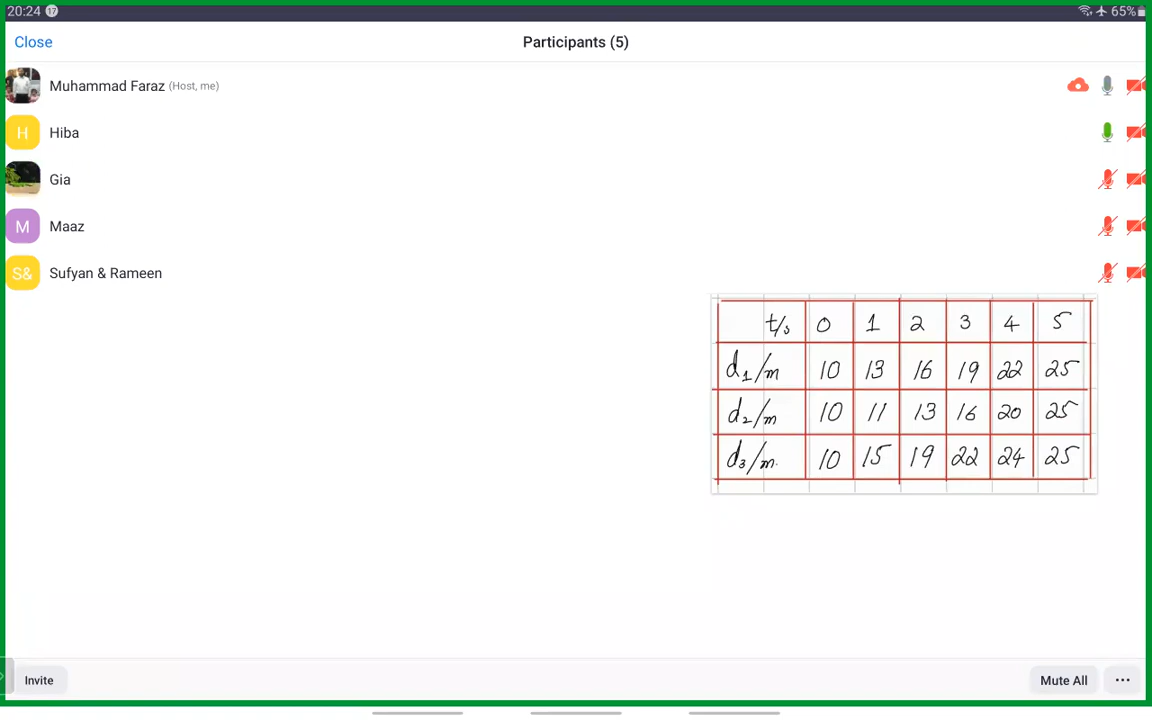 20:24 17 65%
Close Participants (5)
Muhammad Faraz (Host, me)
H Hiba
Gia
M Maaz
S& Sufyan & Rameen
t/s 0 1 2 3 4 5
d1/m 10 13 16 19 22 25
d2/m 10 11 13 16 20 25
d3/m. 10 15 19 22 24 25
Invite Mute All ...